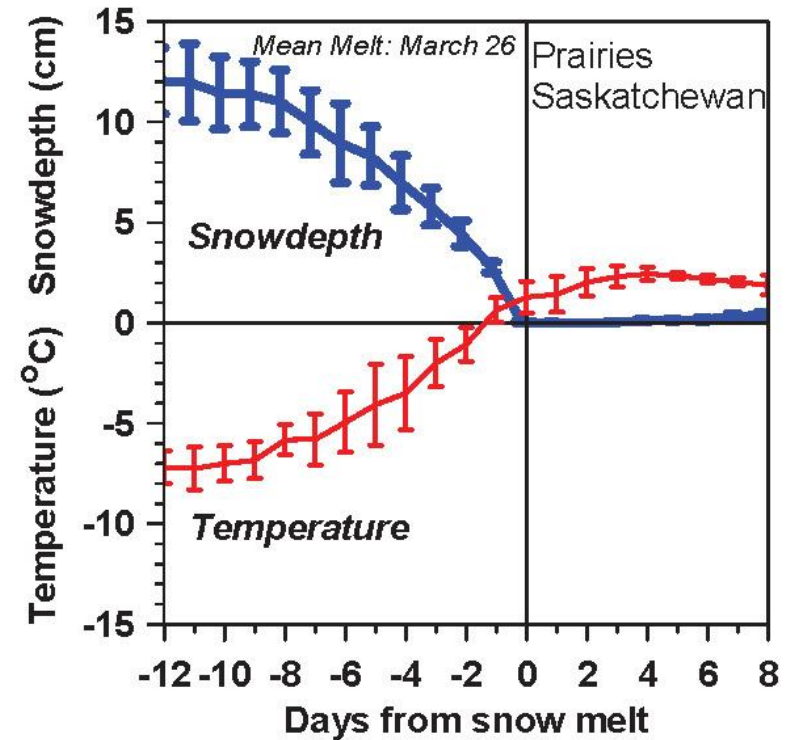 Mean Melt: March 26
Prairies
Saskatchewan
Snowdepth
Temperature
Temperature (°C) Snowdepth (cm)
15
10
5
0
-5
-10
-15
-12 -10 -8 -6 -4 -2 0 2 4 6 8
Days from snow melt